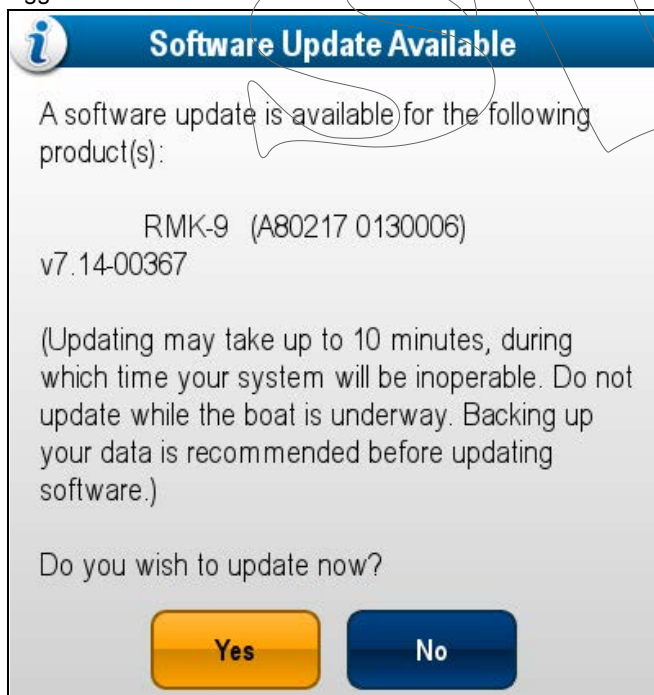 Software Update Available
A software update is available for the following
product(s):
RMK-9 (A80217 0130006)
v7.14-00367
(Updating may take up to 10 minutes, during
which time your system will be inoperable. Do not
update while the boat is underway. Backing up
your data is recommended before updating
software.)
Do you wish to update now?
Yes
No